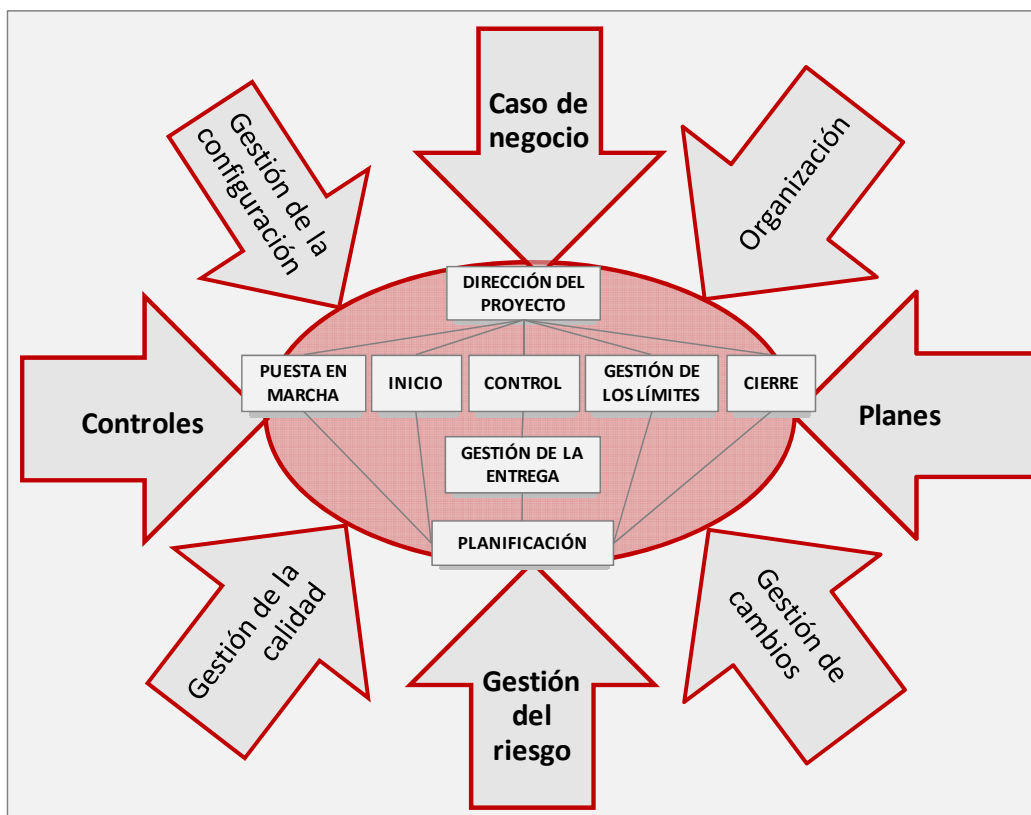 Caso de
negocio
Gestión de la
configuración
Organización
DIRECCIÓN DEL
PROYECTO
PUESTA EN
MARCHA
INICIO
CONTROL
GESTIÓN DE
LOS LÍMITES
CIERRE
Controles
Planes
GESTIÓN DE LA
ENTREGA
PLANIFICACIÓN
Gestión de la
calidad
Gestión
del
riesgo
Gestión de
cambios